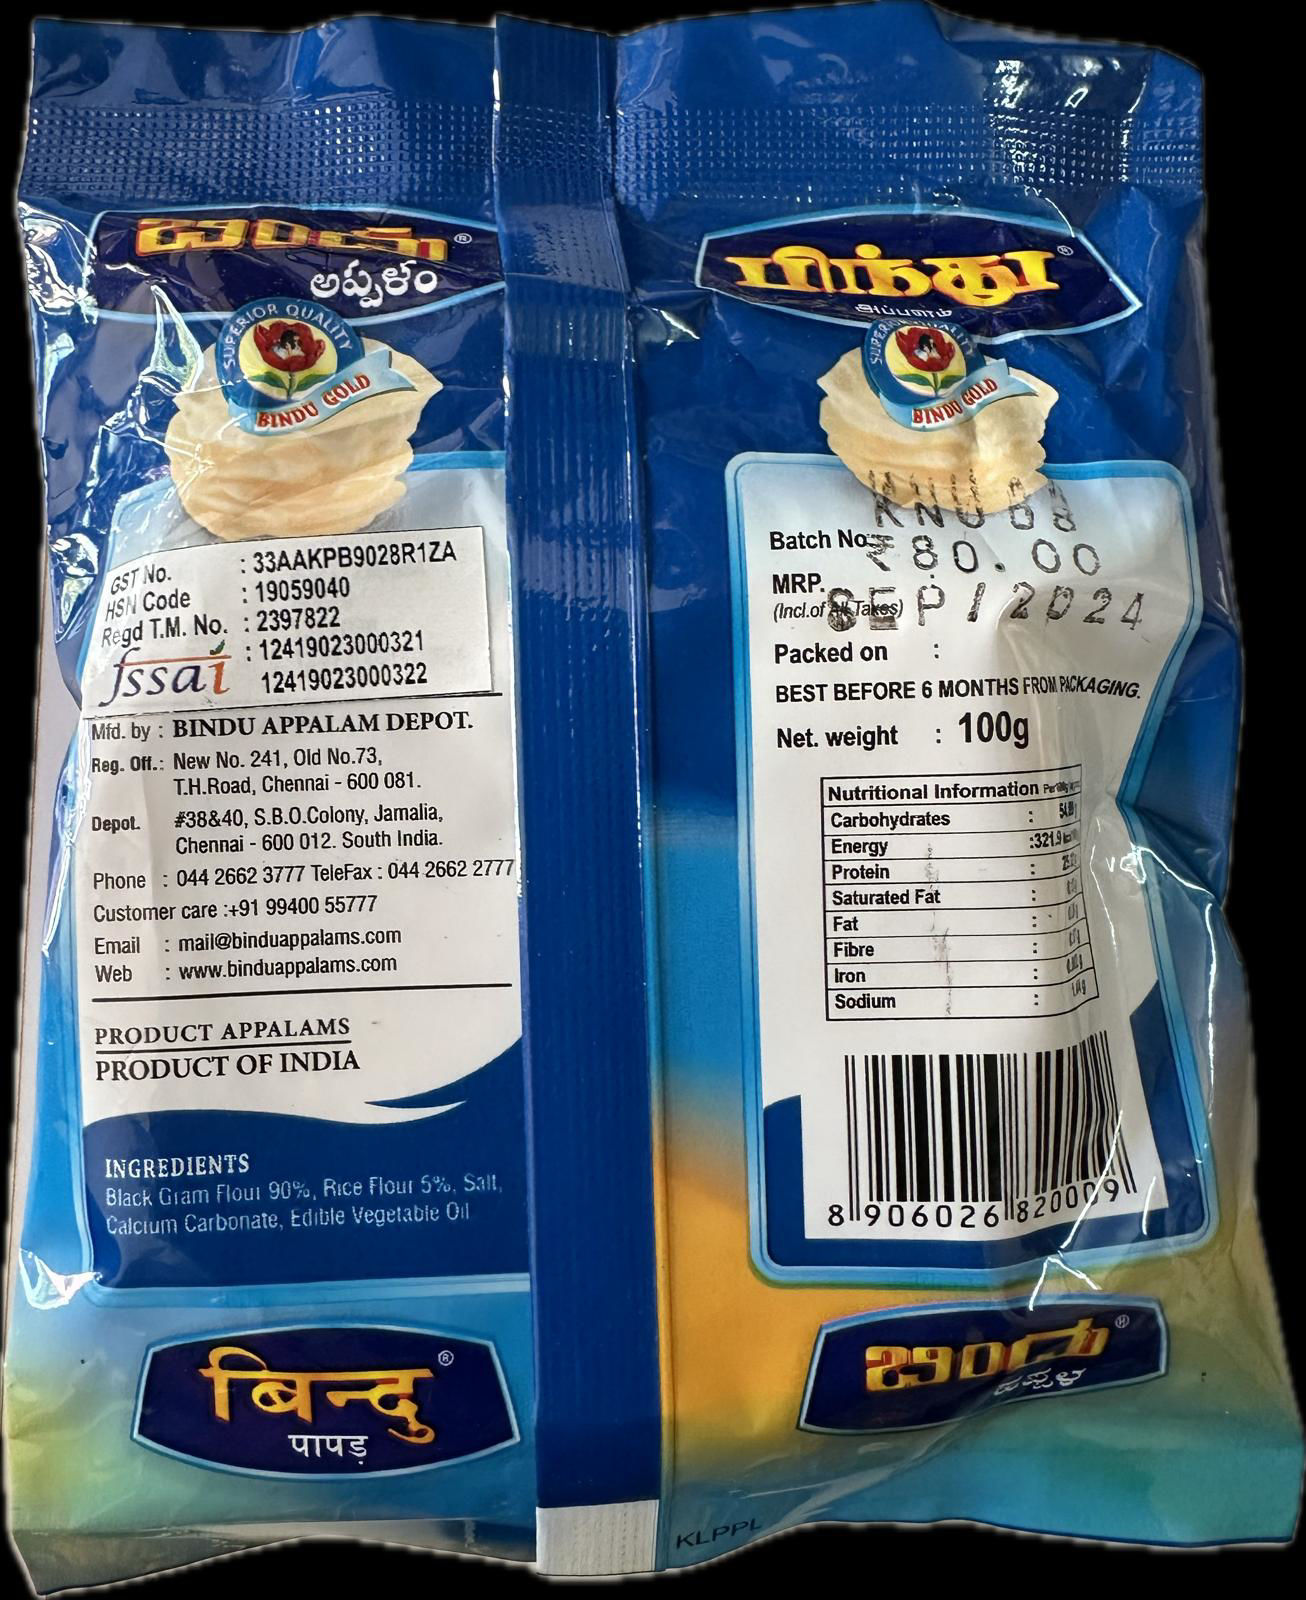 బిందు ®
అప్పళం
SUPERIOR QUALITY
BINDU GOLD
GST No. : 33AAKPB9028R1ZA
HSN Code : 19059040
Regd T.M. No. : 2397822
fssai : 12419023000321
12419023000322
Mfd. by : BINDU APPALAM DEPOT.
Reg. Off.: New No. 241, Old No.73,
T.H.Road, Chennai - 600 081.
Depot. #38&40, S.B.O.Colony, Jamalia,
Chennai - 600 012. South India.
Phone : 044 2662 3777 TeleFax : 044 2662 2777
Customer care :+91 99400 55777
Email : mail@binduappalams.com
Web : www.binduappalams.com
PRODUCT APPALAMS
PRODUCT OF INDIA
INGREDIENTS
Black Gram Flour 90%, Rice Flour 5%, Salt,
Calcium Carbonate, Edible Vegetable Oil
बिन्दु ®
पापड़
பிந்து ®
அப்பளம்
SUPERIOR QUALITY
BINDU GOLD
Batch No.
₹80.00
MRP.
(Incl.of All Taxes)
SEP/2024
Packed on :
BEST BEFORE 6 MONTHS FROM PACKAGING.
Net. weight : 100g
Nutritional Information
Carbohydrates :
Energy :321.9
Protein :
Saturated Fat :
Fat :
Fibre :
Iron :
Sodium :
8 906026 820009
ಬಿಂದು
KLPPL